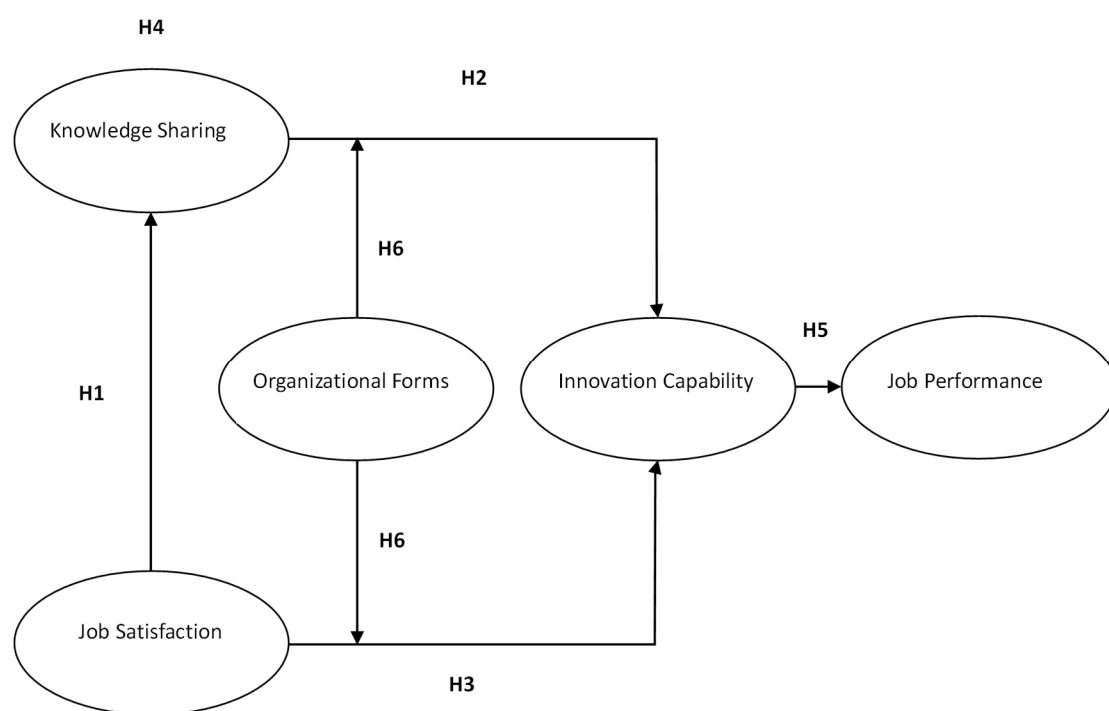 H4
H2
Knowledge Sharing
H6
H5
Organizational Forms
Innovation Capability
Job Performance
H1
H6
Job Satisfaction
H3